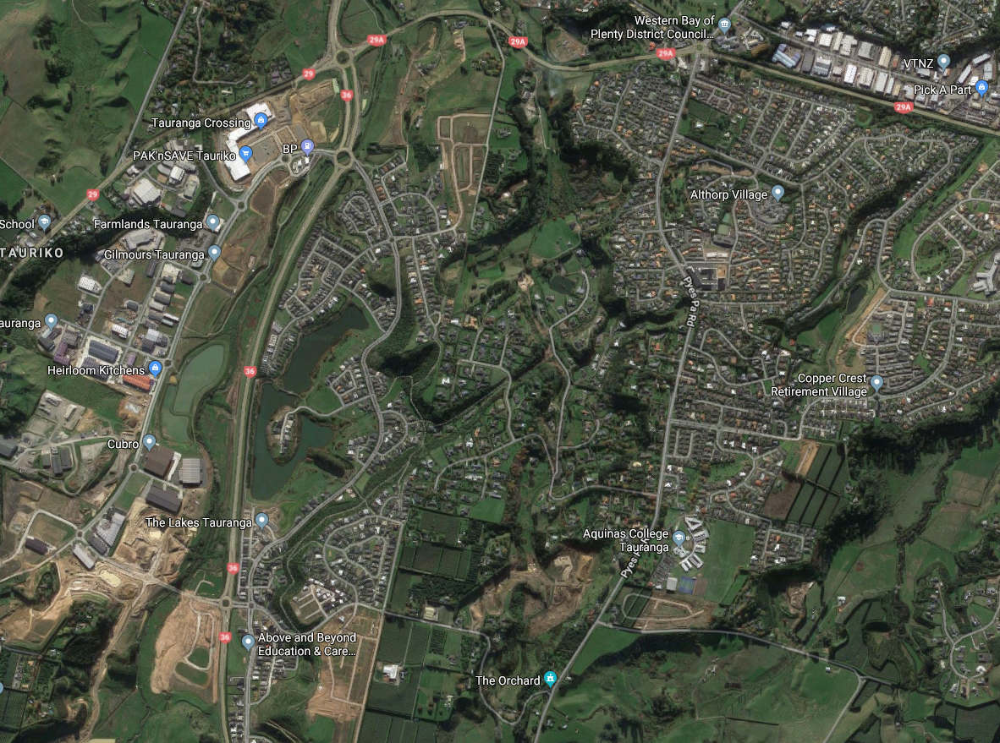 Western Bay of
Plenty District Council...
29A
29A
29A
VTNZ
29
36
Pick A Part
29A
Tauranga Crossing
BP
PAK'nSAVE Tauriko
29
Althorp Village
School
Farmlands Tauranga
TAURIKO
Gilmours Tauranga
Pyes Pa Rd
auranga
Heirloom Kitchens
36
Copper Crest
Retirement Village
Cubro
The Lakes Tauranga
Aquinas College
Tauranga
Pyes
36
36
Above and Beyond
Education & Care...
The Orchard